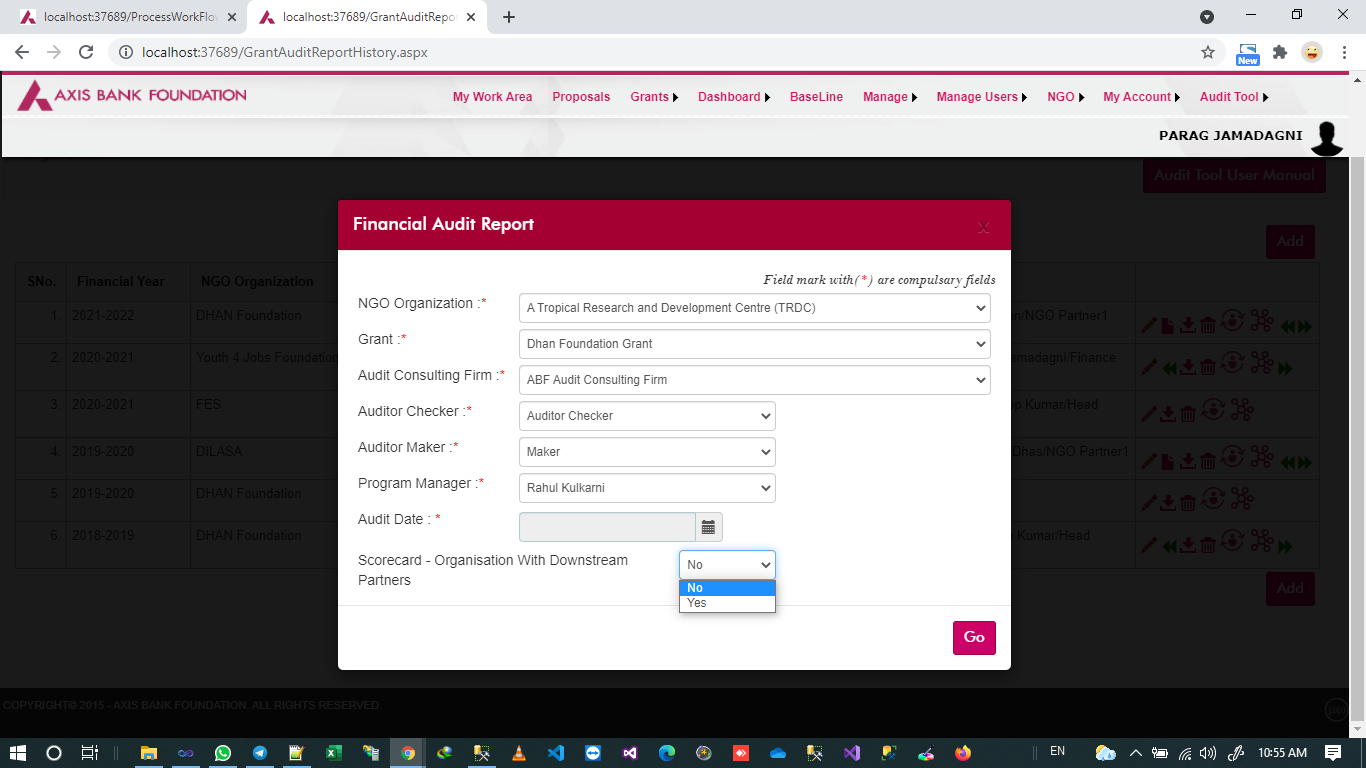 localhost:37689/ProcessWorkFlo
localhost:37689/GrantAuditRepo
localhost:37689/GrantAuditReportHistory.aspx
New
AXIS BANK FOUNDATION
My Work Area Proposals Grants Dashboard BaseLine Manage Manage Users NGO My Account Audit Tool
PARAG JAMADAGNI
Audit Tool User Manual
Financial Audit Report
x
Add
Field mark with(*) are compulsary fields
SNo. Financial Year NGO Organization
1. 2021-2022 DHAN Foundation en/NGO Partner1
2. 2020-2021 Youth 4 Jobs Foundation amadagni/Finance
3. 2020-2021 FES op Kumar/Head
4. 2019-2020 DILASA Dhas/NGO Partner1
5. 2019-2020 DHAN Foundation
6. 2018-2019 DHAN Foundation Kumar/Head
NGO Organization :* A Tropical Research and Development Centre (TRDC)
Grant :* Dhan Foundation Grant
Audit Consulting Firm :* ABF Audit Consulting Firm
Auditor Checker :* Auditor Checker
Auditor Maker :* Maker
Program Manager :* Rahul Kulkarni
Audit Date : *
Scorecard - Organisation With Downstream
Partners
No
No
Yes
Add
Go
COPYRIGHT© 2015 - AXIS BANK FOUNDATION. ALL RIGHTS RESERVED.
EN
10:55 AM